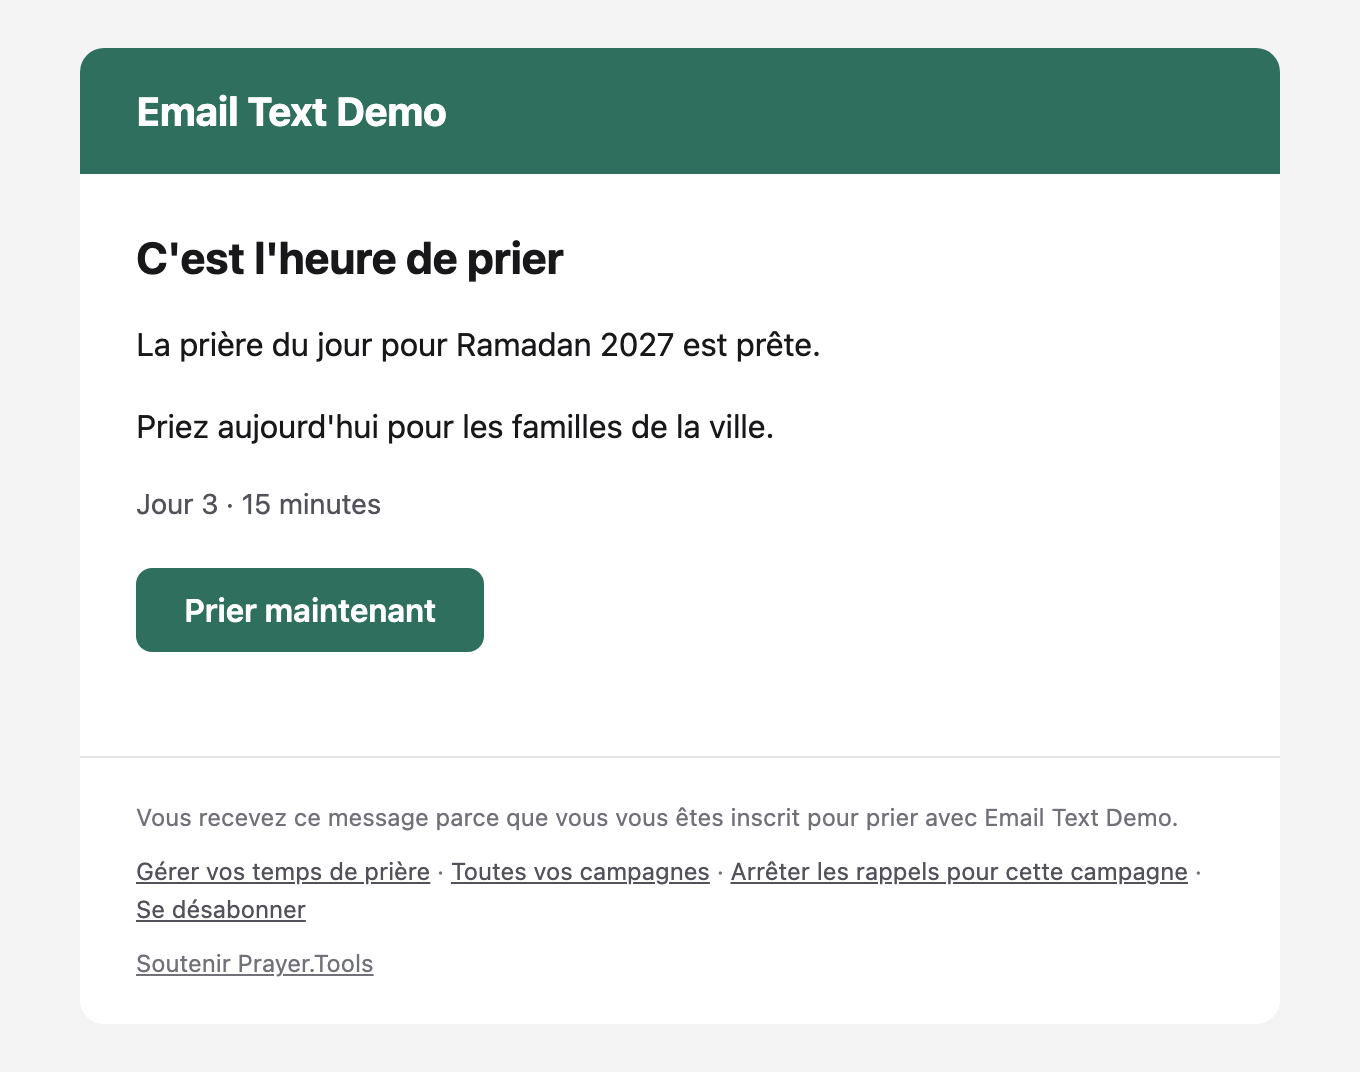 Email Text Demo
C'est l'heure de prier
La prière du jour pour Ramadan 2027 est prête.
Priez aujourd'hui pour les familles de la ville.
Jour 3 · 15 minutes
Prier maintenant
Vous recevez ce message parce que vous vous êtes inscrit pour prier avec Email Text Demo.
Gérer vos temps de prière · Toutes vos campagnes · Arrêter les rappels pour cette campagne ·
Se désabonner
Soutenir Prayer.Tools